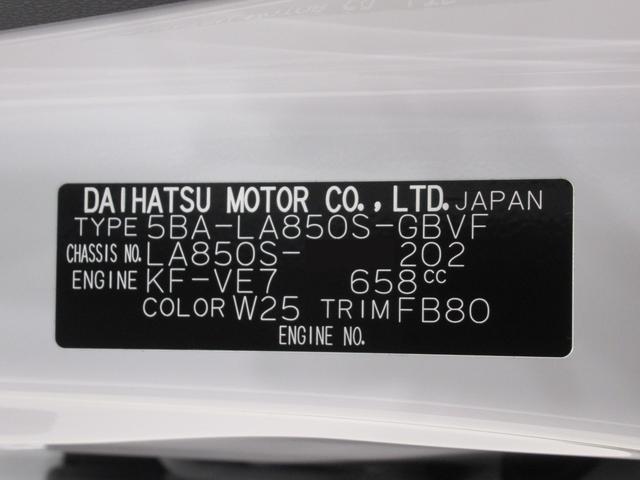 DAIHATSU MOTOR CO., LTD. JAPAN
TYPE 5BA-LA850S-GBVF
CHASSIS NO. LA850S- 202
ENGINE KF-VE7 658cc
COLOR W25 TRIM FB80
ENGINE NO.